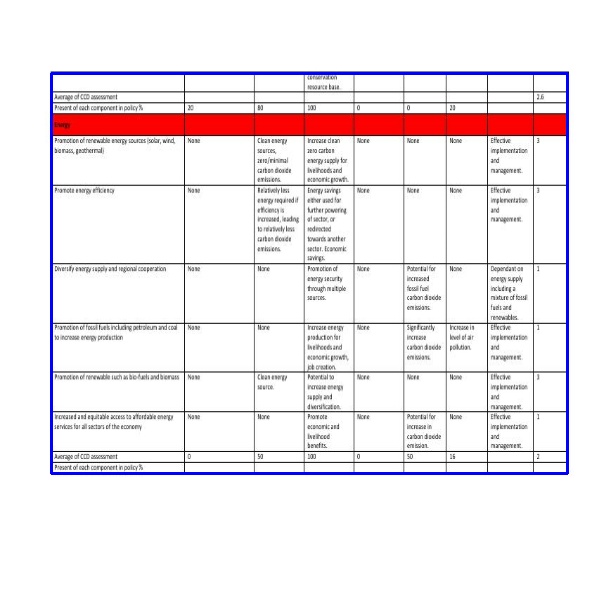 conservation
resource base.
Average of CCD assessment 2.6
Present of each component in policy % 20 80 100 0 0 20
Energy
Promotion of renewable energy sources (solar, wind, None Clean energy Increase clean None None None Effective 3
biomass, geothermal) sources, zero carbon implementation
zero/minimal energy supply for and
carbon dioxide livelihoods and management.
emissions. economic growth.
Promote energy efficiency None Relatively less Energy savings None None None Effective 3
energy required if either used for implementation
efficiency is further powering and
increased, leading of sector, or management.
to relatively less redirected
carbon dioxide towards another
emissions. sector. Economic
savings.
Diversify energy supply and regional cooperation None None Promotion of None Potential for None Dependant on 1
energy security increased energy supply
through multiple fossil fuel including a
sources. carbon dioxide mixture of fossil
emissions. fuels and
renewables.
Promotion of fossil fuels including petroleum and coal None None Increase energy None Significantly Increase in Effective 1
to increase energy production production for increase level of air implementation
livelihoods and carbon dioxide pollution. and
economic growth, emissions. management.
job creation.
Promotion of renewable such as bio-fuels and biomass None Clean energy Potential to None None None Effective 3
source. increase energy implementation
supply and and
diversification. management.
Increased and equitable access to affordable energy None None Promote None Potential for None Effective 1
services for all sectors of the economy economic and increase in implementation
livelihood carbon dioxide and
benefits. emission. management.
Average of CCD assessment 0 50 100 0 50 16 2
Present of each component in policy %